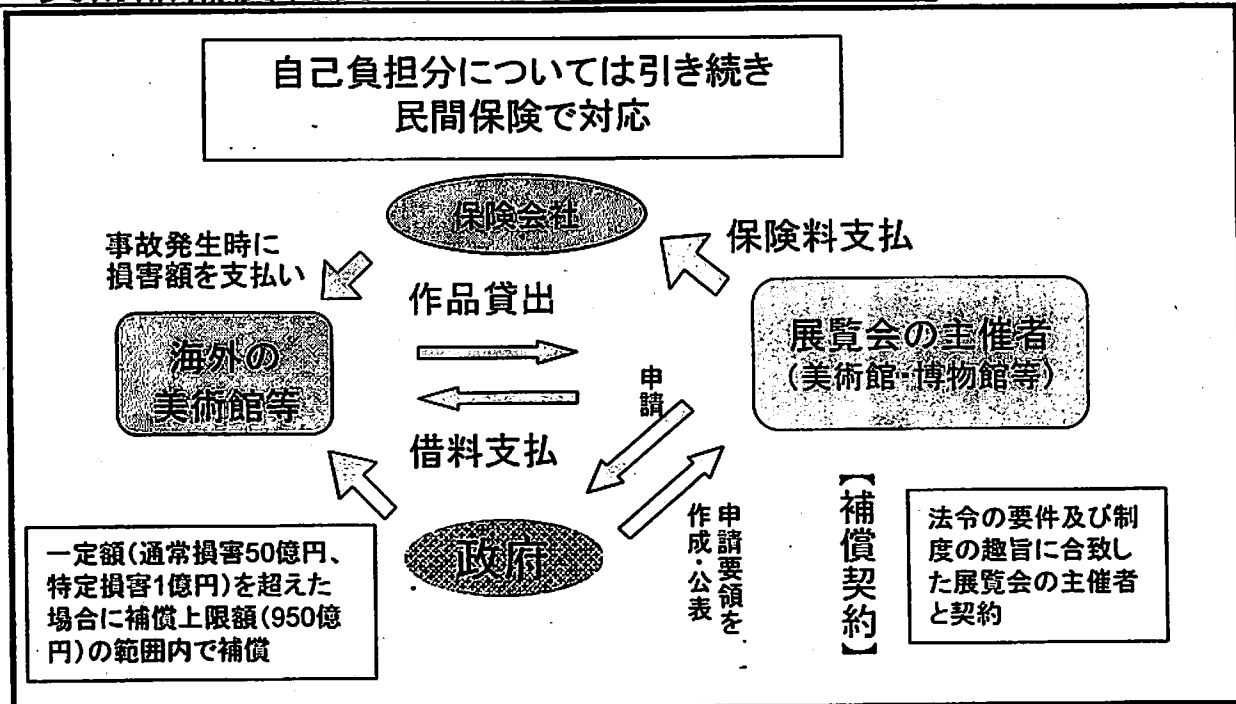 自己負担分については引き続き
民間保険で対応
保険会社
保険料支払
事故発生時に
損害額を支払い
作品貸出
海外の
美術館等
展覧会の主催者
(美術館・博物館等)
申請
借料支払
政府
申請要領を
作成・公表
【補償契約】
一定額(通常損害50億円、
特定損害1億円)を超えた
場合に補償上限額(950億
円)の範囲内で補償
法令の要件及び制
度の趣旨に合致し
た展覧会の主催者
と契約